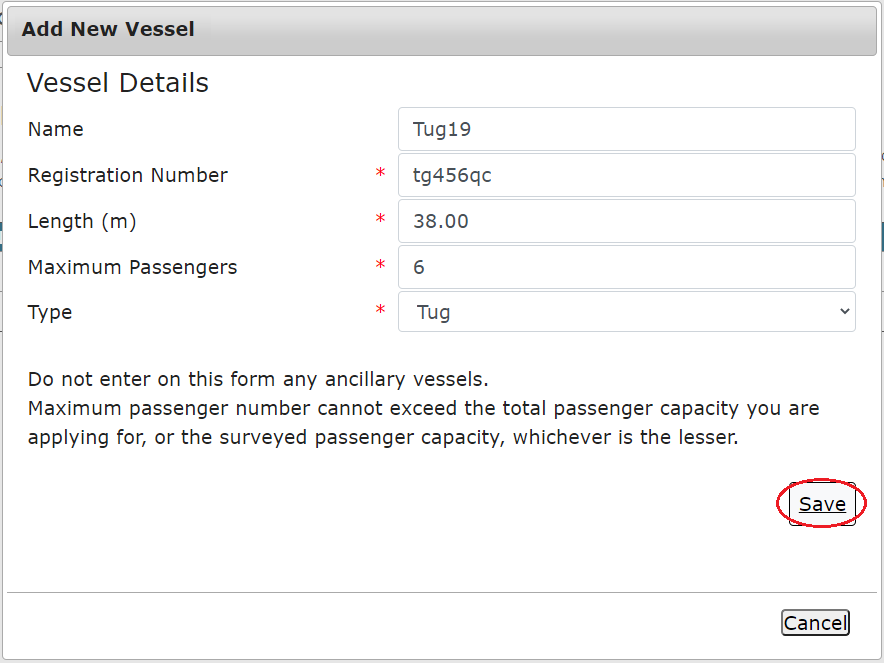 Add New Vessel
Vessel Details
Name Tug19
Registration Number * tg456qc
Length (m) * 38.00
Maximum Passengers * 6
Type * Tug
Do not enter on this form any ancillary vessels.
Maximum passenger number cannot exceed the total passenger capacity you are
applying for, or the surveyed passenger capacity, whichever is the lesser.
Save
Cancel